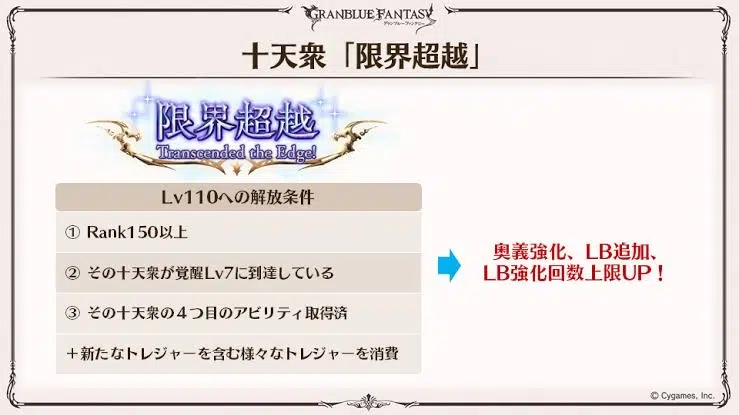 GRANBLUE FANTASY
グランブルーファンタジー
十天衆「限界超越」
限界超越
Transcended the Edge!
Lv110への解放条件
① Rank150以上
② その十天衆が覚醒Lv7に到達している
③ その十天衆の４つ目のアビリティ取得済
＋新たなトレジャーを含む様々なトレジャーを消費
奥義強化、LB追加、
LB強化回数上限UP！
© Cygames, Inc.